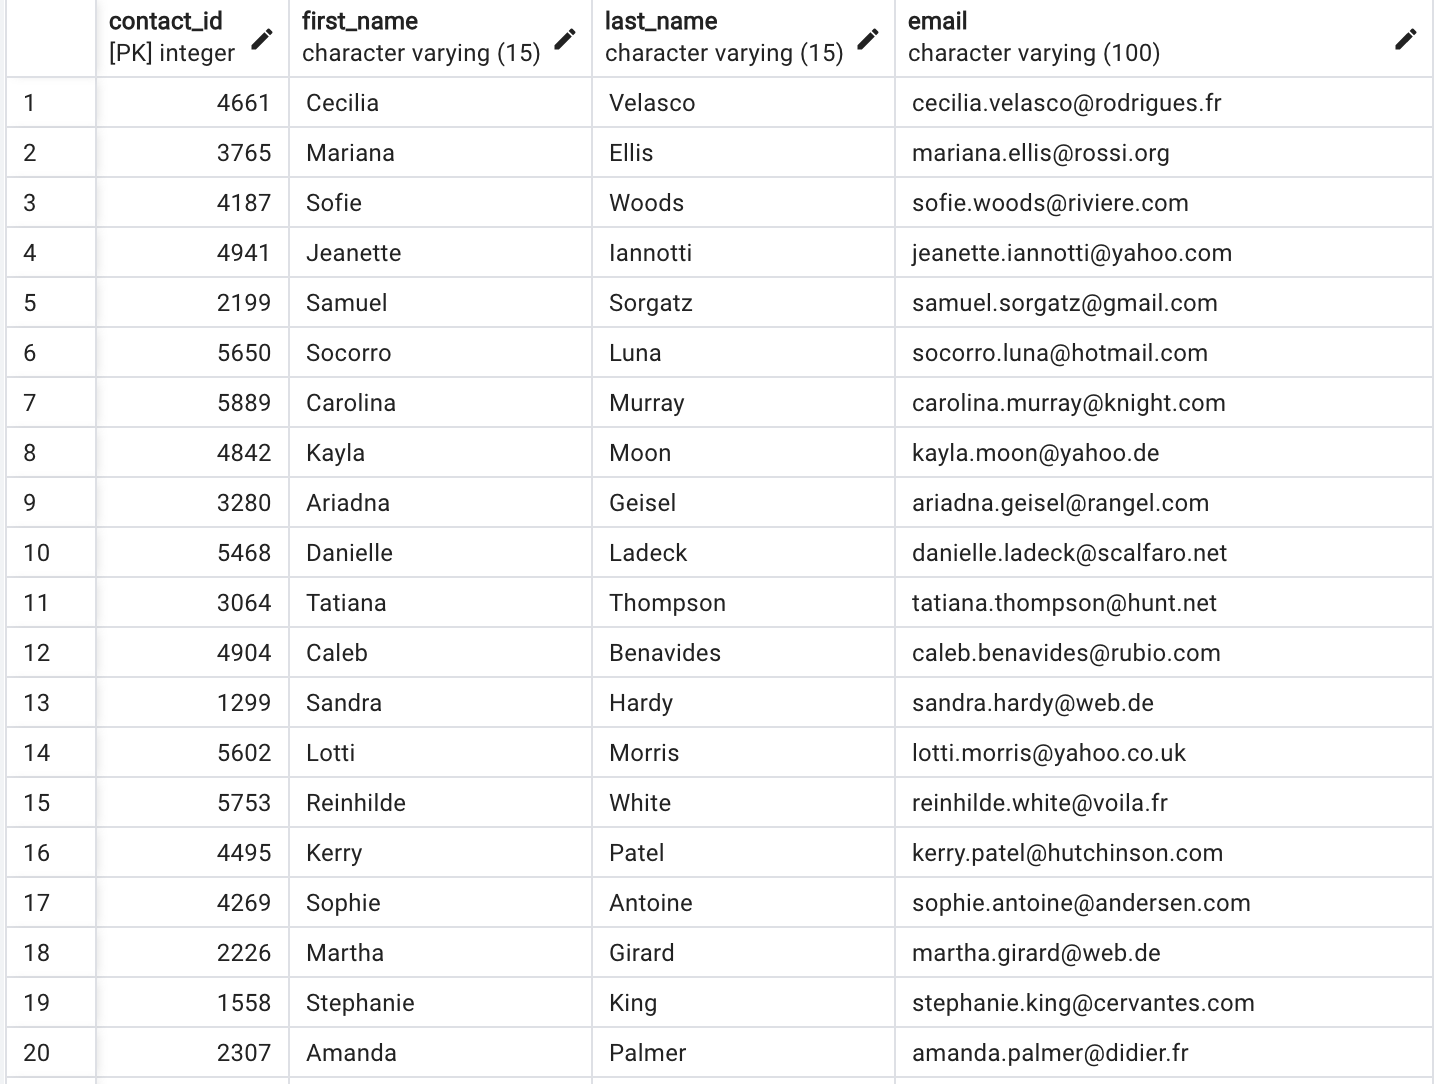 contact_id first_name last_name email
[PK] integer character varying (15) character varying (15) character varying (100)
1 4661 Cecilia Velasco cecilia.velasco@rodrigues.fr
2 3765 Mariana Ellis mariana.ellis@rossi.org
3 4187 Sofie Woods sofie.woods@riviere.com
4 4941 Jeanette Iannotti jeanette.iannotti@yahoo.com
5 2199 Samuel Sorgatz samuel.sorgatz@gmail.com
6 5650 Socorro Luna socorro.luna@hotmail.com
7 5889 Carolina Murray carolina.murray@knight.com
8 4842 Kayla Moon kayla.moon@yahoo.de
9 3280 Ariadna Geisel ariadna.geisel@rangel.com
10 5468 Danielle Ladeck danielle.ladeck@scalfaro.net
11 3064 Tatiana Thompson tatiana.thompson@hunt.net
12 4904 Caleb Benavides caleb.benavides@rubio.com
13 1299 Sandra Hardy sandra.hardy@web.de
14 5602 Lotti Morris lotti.morris@yahoo.co.uk
15 5753 Reinhilde White reinhilde.white@voila.fr
16 4495 Kerry Patel kerry.patel@hutchinson.com
17 4269 Sophie Antoine sophie.antoine@andersen.com
18 2226 Martha Girard martha.girard@web.de
19 1558 Stephanie King stephanie.king@cervantes.com
20 2307 Amanda Palmer amanda.palmer@didier.fr